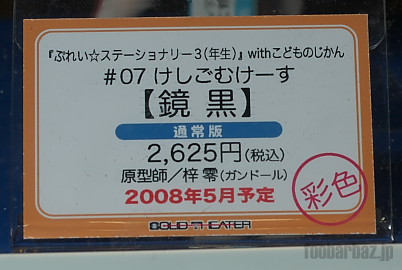 『ぷれい☆ステーショナリー3(年生)』withこどものじかん
#07 けしごむけーす
【鏡 黒】
通常版
2,625円(税込)
原型師／梓 零(ガンドール)
2008年5月予定
彩色
foobarbaz.jp